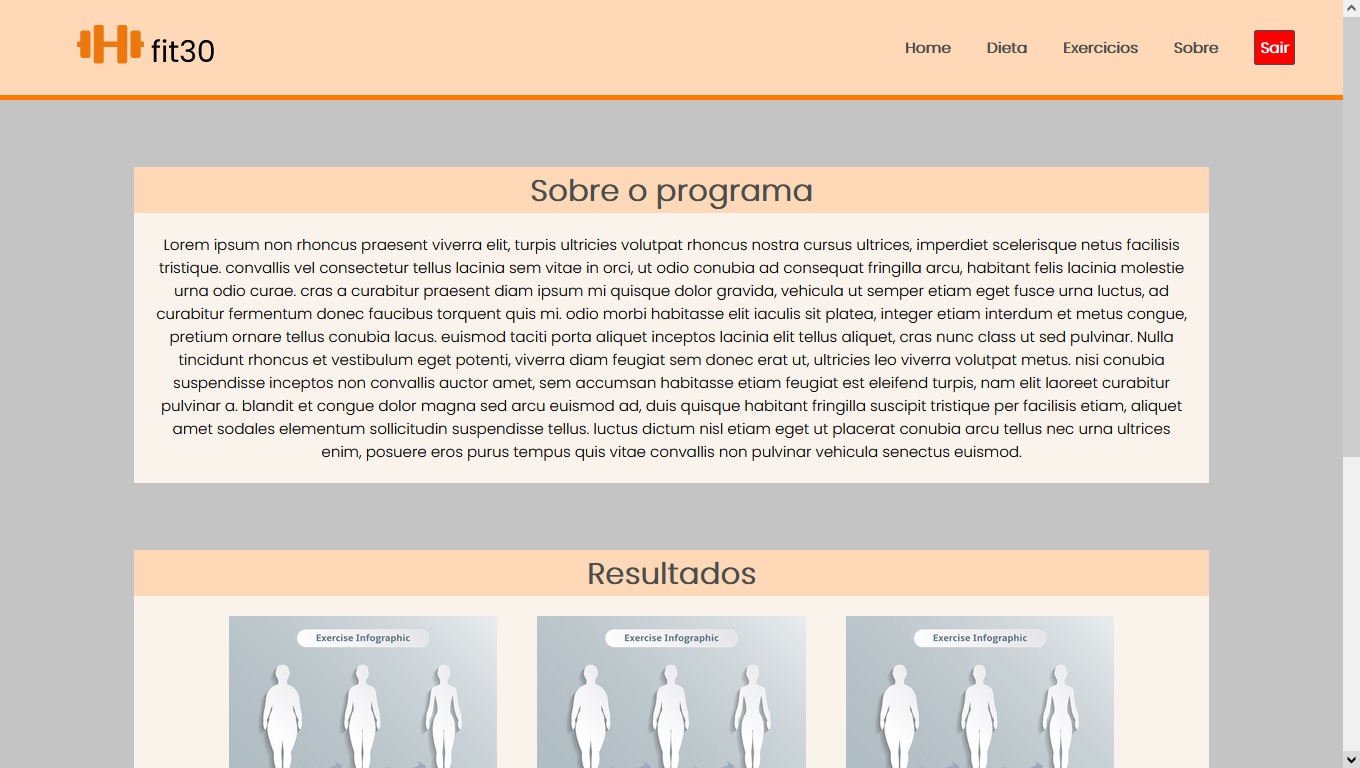 fit30
Home
Dieta
Exercicios
Sobre
Sair
Sobre o programa
Lorem ipsum non rhoncus praesent viverra elit, turpis ultricies volutpat rhoncus nostra cursus ultrices, imperdiet scelerisque netus facilisis
tristique. convallis vel consectetur tellus lacinia sem vitae in orci, ut odio conubia ad consequat fringilla arcu, habitant felis lacinia molestie
urna odio curae. cras a curabitur praesent diam ipsum mi quisque dolor gravida, vehicula ut semper etiam eget fusce urna luctus, ad
curabitur fermentum donec faucibus torquent quis mi. odio morbi habitasse elit iaculis sit platea, integer etiam interdum et metus congue,
pretium ornare tellus conubia lacus. euismod taciti porta aliquet inceptos lacinia elit tellus aliquet, cras nunc class ut sed pulvinar. Nulla
tincidunt rhoncus et vestibulum eget potenti, viverra diam feugiat sem donec erat ut, ultricies leo viverra volutpat metus. nisi conubia
suspendisse inceptos non convallis auctor amet, sem accumsan habitasse etiam feugiat est eleifend turpis, nam elit laoreet curabitur
pulvinar a. blandit et congue dolor magna sed arcu euismod ad, duis quisque habitant fringilla suscipit tristique per facilisis etiam, aliquet
amet sodales elementum sollicitudin suspendisse tellus. luctus dictum nisl etiam eget ut placerat conubia arcu tellus nec urna ultrices
enim, posuere eros purus tempus quis vitae convallis non pulvinar vehicula senectus euismod.
Resultados
Exercise Infographic
Exercise Infographic
Exercise Infographic